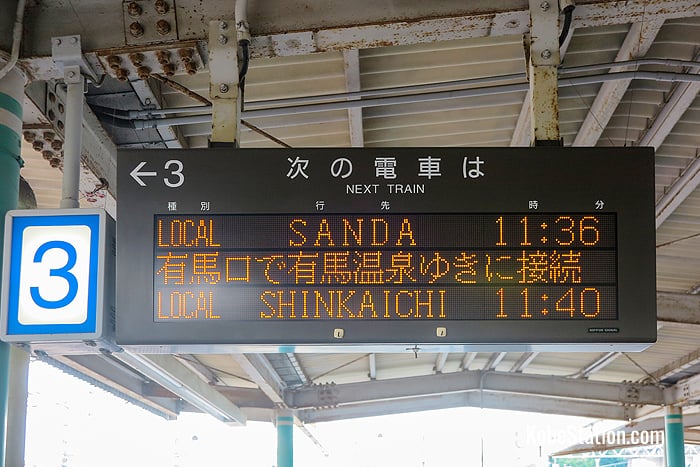 ← 3 次の電車は
NEXT TRAIN
種別 行先 時分
LOCAL SANDA 11:36
有馬口で有馬温泉ゆきに接続
LOCAL SHINKAICHI 11:40
NIPPON SIGNAL
3
KobeStation.com